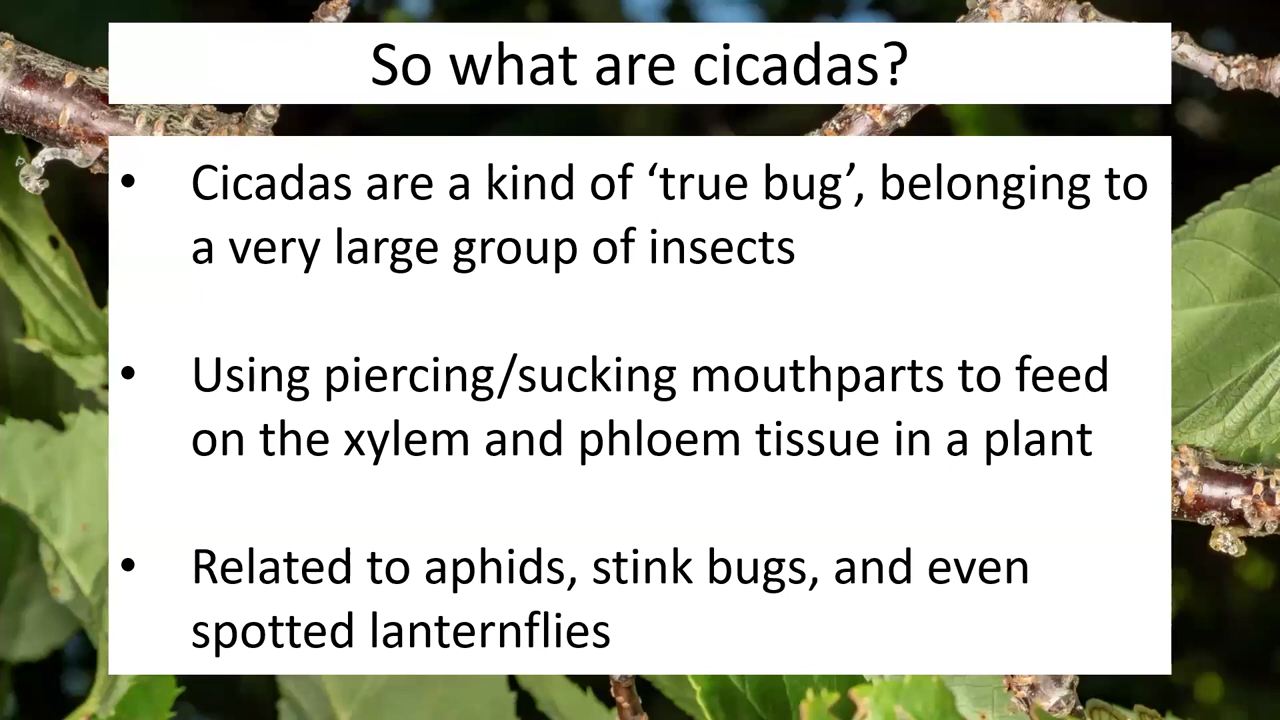 So what are cicadas?
• Cicadas are a kind of ‘true bug’, belonging to
a very large group of insects
• Using piercing/sucking mouthparts to feed
on the xylem and phloem tissue in a plant
• Related to aphids, stink bugs, and even
spotted lanternflies